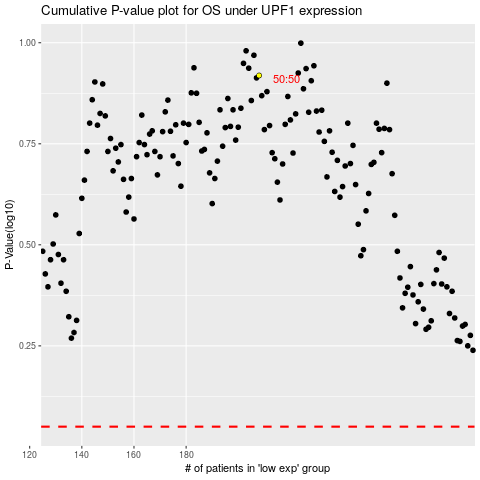 Cumulative P-value plot for OS under UPF1 expression
P-Value(log10)
1.00
0.75
0.50
0.25
50:50
120 140 160 180
# of patients in 'low exp' group